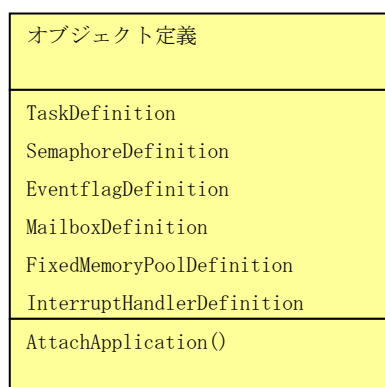 オブジェクト定義
TaskDefinition
SemaphoreDefinition
EventflagDefinition
MailboxDefinition
FixedMemoryPoolDefinition
InterruptHandlerDefinition
AttachApplication()